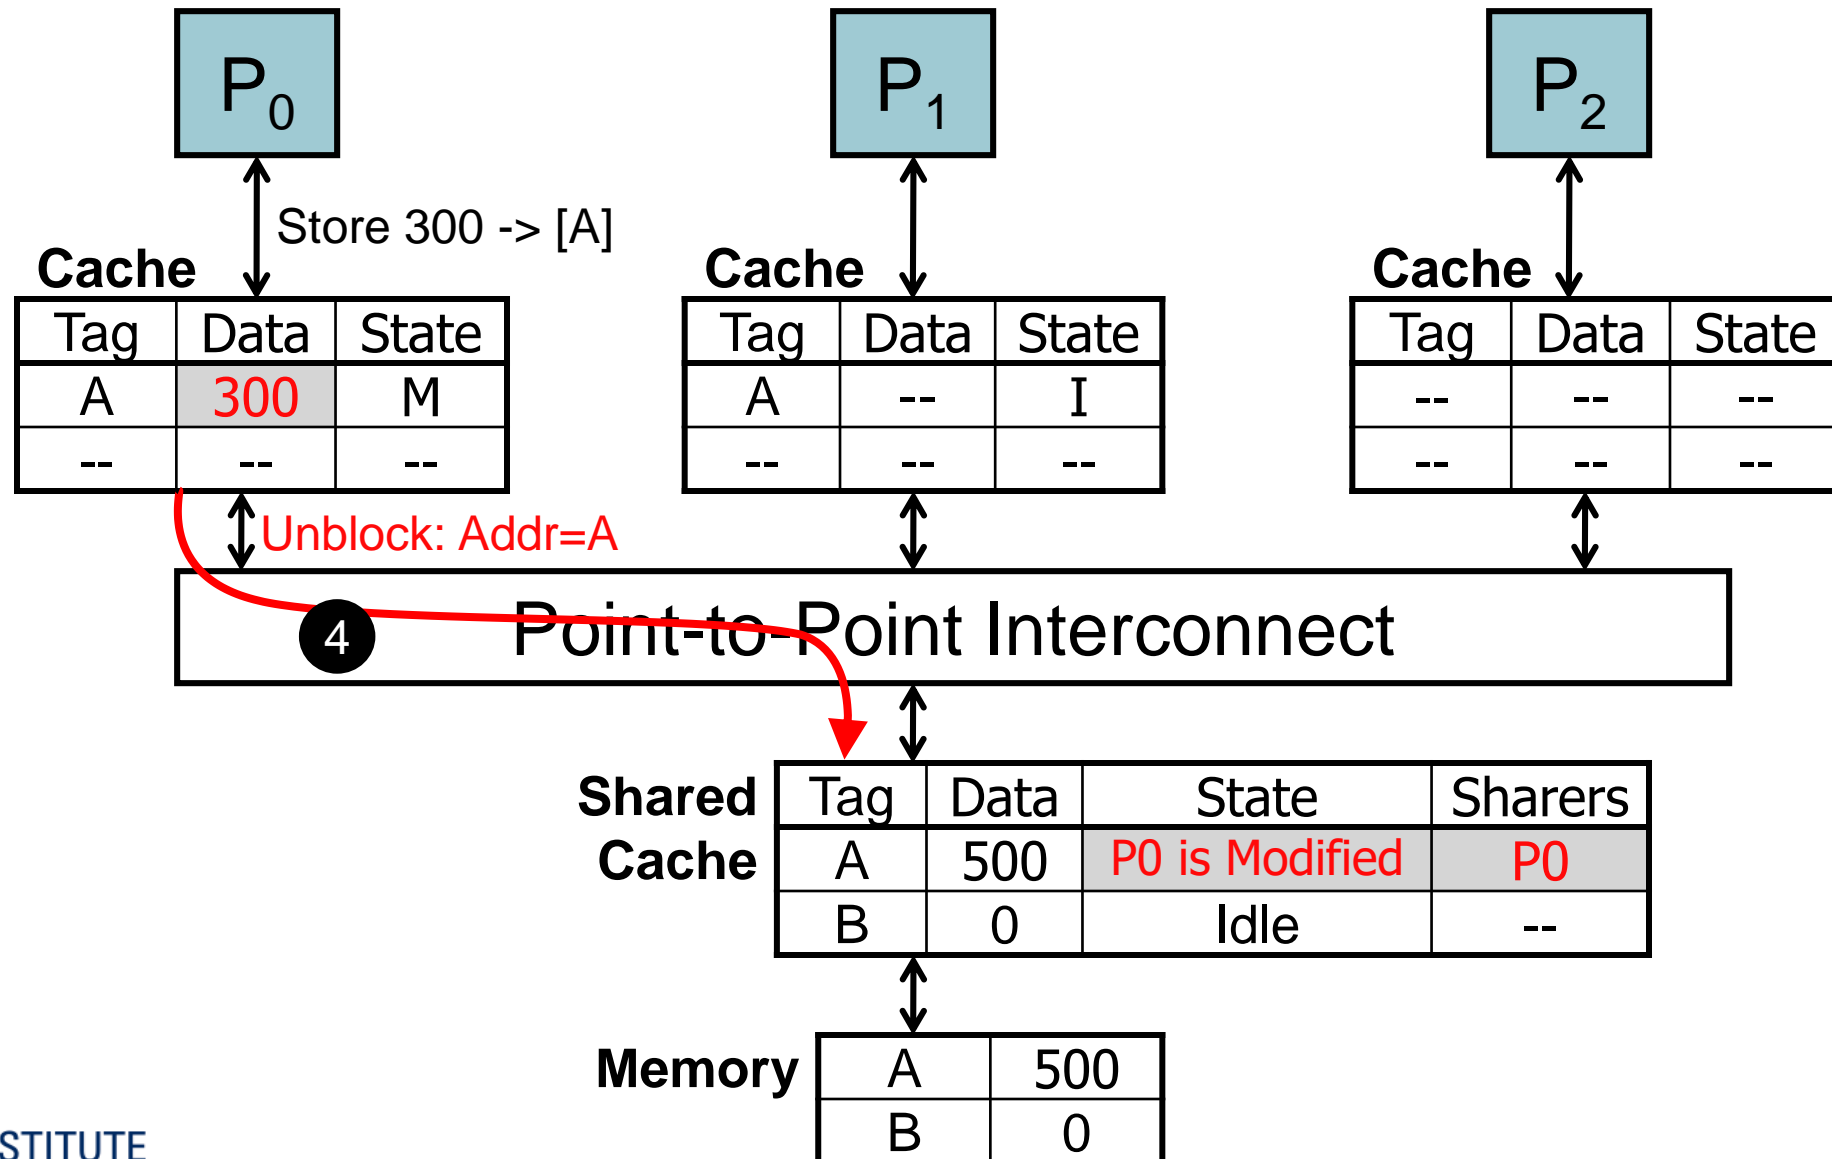 P0 P1 P2
Store 300 -> [A]
Cache Cache Cache
Tag Data State Tag Data State Tag Data State
A 300 M A -- I -- -- --
-- -- -- -- -- -- -- -- --
Unblock: Addr=A
4 Point-to-Point Interconnect
Shared Tag Data State Sharers
Cache A 500 P0 is Modified P0
B 0 Idle --
Memory A 500
B 0
STITUTE